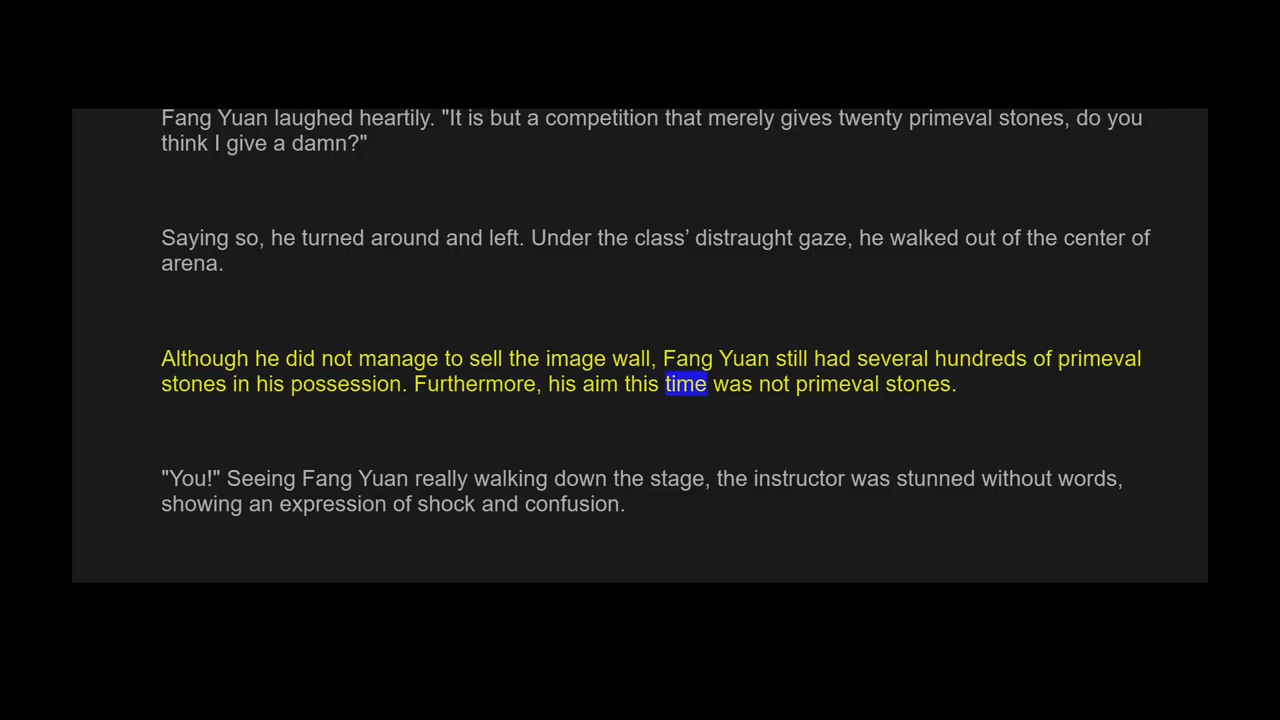 Fang Yuan laughed heartily. "It is but a competition that merely gives twenty primeval stones, do you
think I give a damn?"
Saying so, he turned around and left. Under the class’ distraught gaze, he walked out of the center of
arena.
Although he did not manage to sell the image wall, Fang Yuan still had several hundreds of primeval
stones in his possession. Furthermore, his aim this time was not primeval stones.
"You!" Seeing Fang Yuan really walking down the stage, the instructor was stunned without words,
showing an expression of shock and confusion.